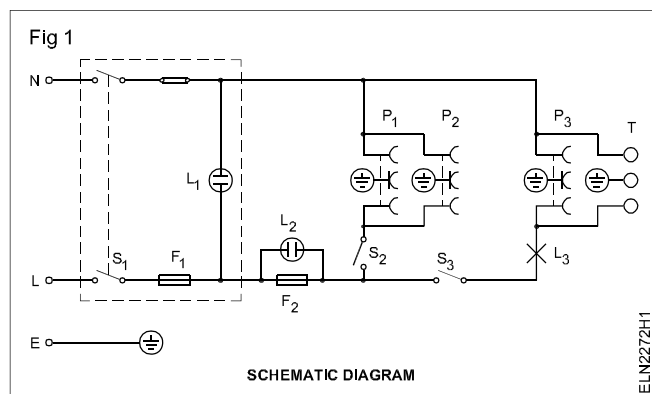 Fig 1
N
P1 P2 P3 T
L1
L2
S1 F1 S2 S3 L3
L
F2
E
SCHEMATIC DIAGRAM
ELN2272H1